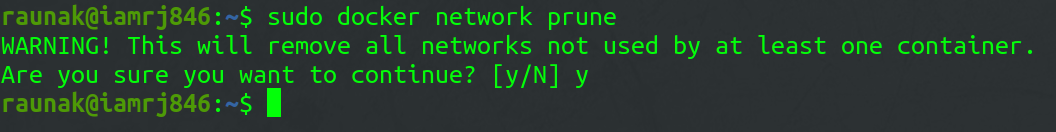 raunak@iamrj846:~$ sudo docker network prune
WARNING! This will remove all networks not used by at least one container.
Are you sure you want to continue? [y/N] y
raunak@iamrj846:~$